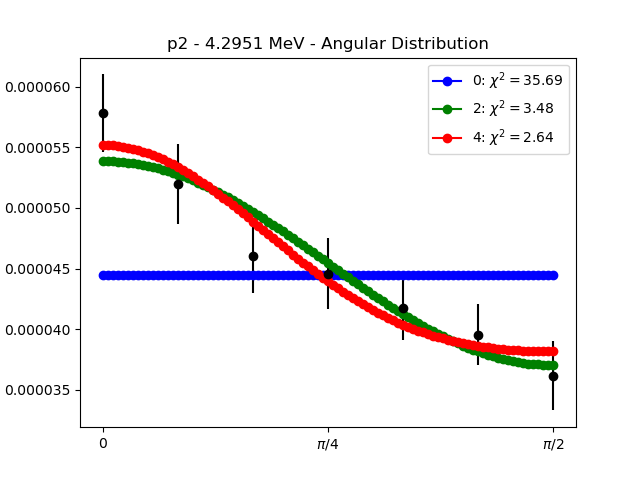 p2 - 4.2951 MeV - Angular Distribution
0.000060
0.000055
0.000050
0.000045
0.000040
0.000035
0: χ² = 35.69
2: χ² = 3.48
4: χ² = 2.64
0
π/4
π/2